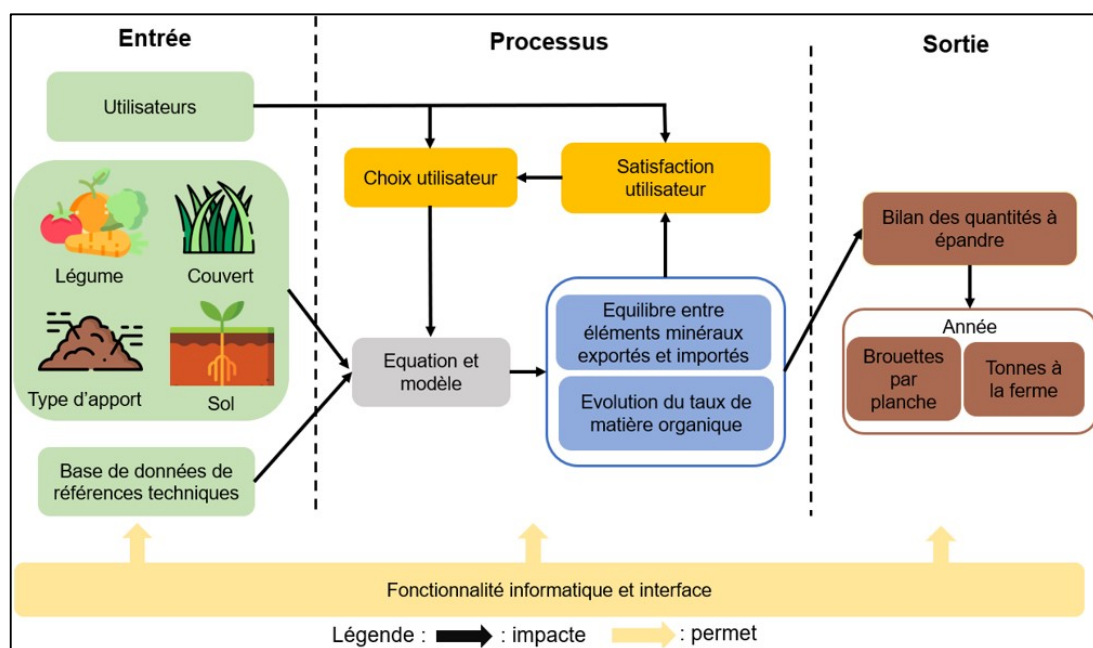 Entrée
Processus
Sortie
Utilisateurs
Choix utilisateur
Satisfaction
utilisateur
Légume
Couvert
Type d'apport
Sol
Base de données de
références techniques
Equation et
modèle
Equilibre entre
éléments minéraux
exportés et importés
Evolution du taux de
matière organique
Bilan des quantités à
épandre
Année
Brouettes
par
planche
Tonnes à
la ferme
Fonctionnalité informatique et interface
Légende : : impacte : permet